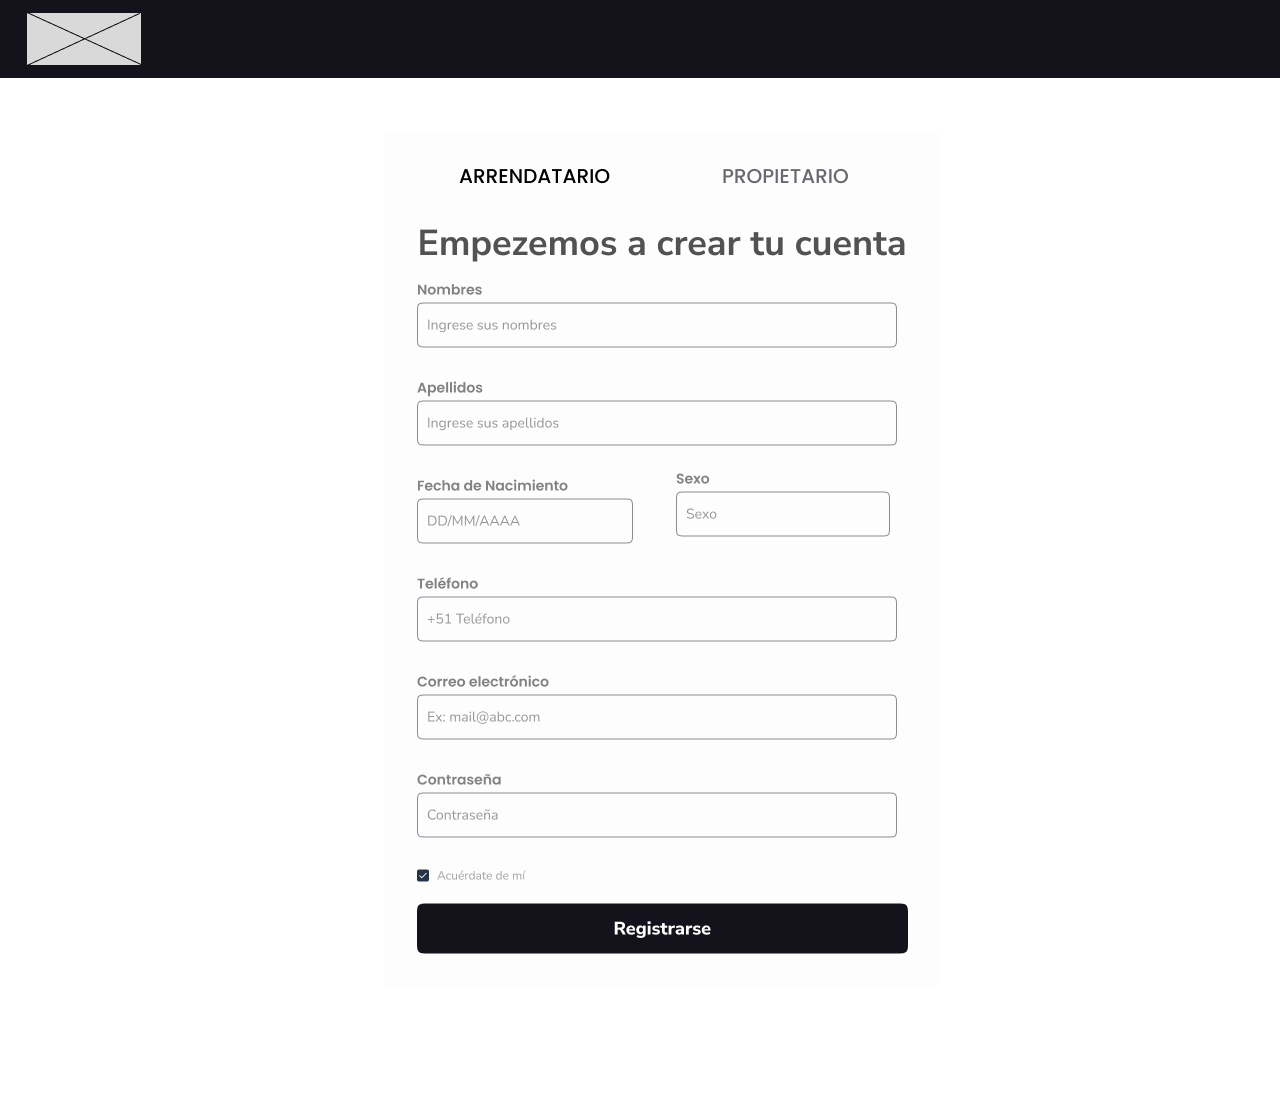 ARRENDATARIO PROPIETARIO
Empezemos a crear tu cuenta
Nombres
Ingrese sus nombres
Apellidos
Ingrese sus apellidos
Fecha de Nacimiento Sexo
DD/MM/AAAA Sexo
Teléfono
+51 Teléfono
Correo electrónico
Ex: mail@abc.com
Contraseña
Contraseña
Acuérdate de mí
Registrarse